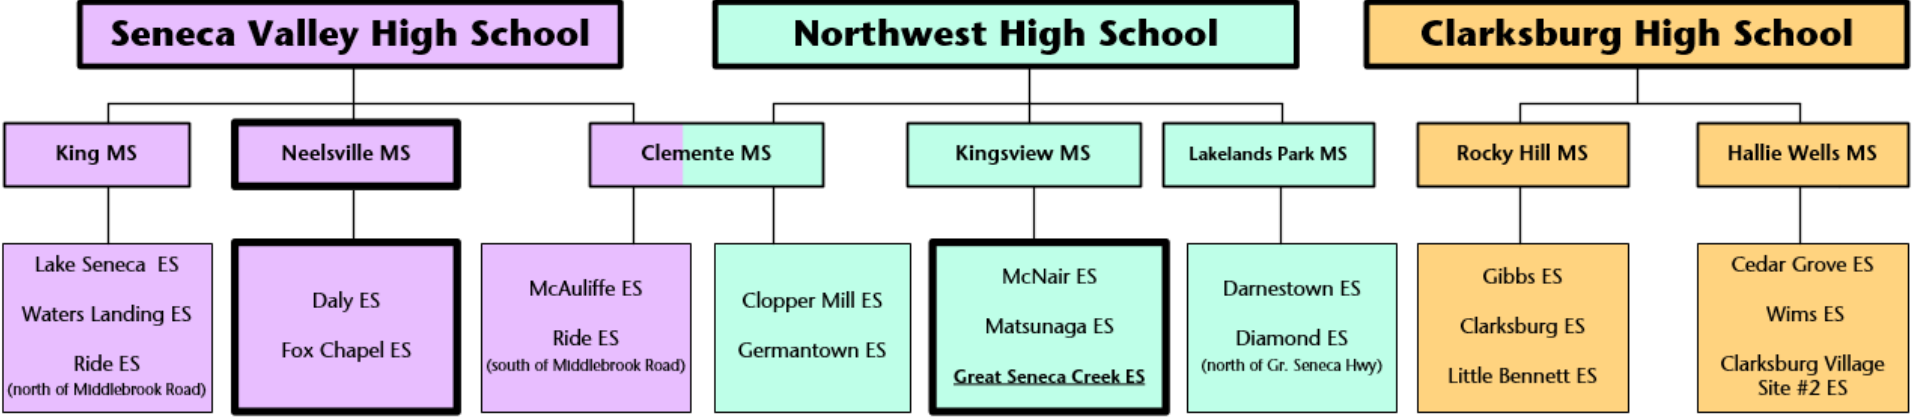 Seneca Valley High School
Northwest High School
Clarksburg High School
King MS
Neelsville MS
Clemente MS
Kingsview MS
Lakelands Park MS
Rocky Hill MS
Hallie Wells MS
Lake Seneca ES
Waters Landing ES
Ride ES
(north of Middlebrook Road)
Daly ES
Fox Chapel ES
McAuliffe ES
Ride ES
(south of Middlebrook Road)
Clopper Mill ES
Germantown ES
McNair ES
Matsunaga ES
Great Seneca Creek ES
Darnestown ES
Diamond ES
(north of Gr. Seneca Hwy)
Gibbs ES
Clarksburg ES
Little Bennett ES
Cedar Grove ES
Wims ES
Clarksburg Village
Site #2 ES